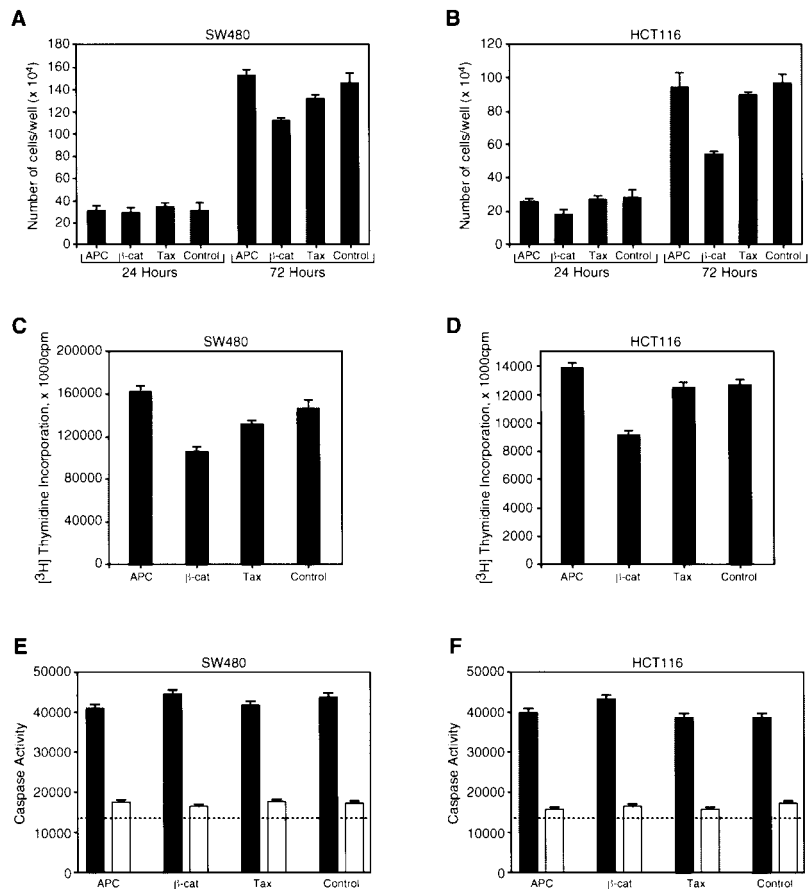 A
SW480
Number of cells/well (x 10⁴)
180
160
140
120
100
80
60
40
20
0
APC β-cat Tax Control APC β-cat Tax Control
24 Hours 72 Hours
B
HCT116
Number of cells/well (x 10⁴)
120
100
80
60
40
20
0
APC β-cat Tax Control APC β-cat Tax Control
24 Hours 72 Hours
C
SW480
[³H] Thymidine Incorporation, x 1000cpm
200000
160000
120000
80000
40000
0
APC β-cat Tax Control
D
HCT116
[³H] Thymidine Incorporation, x 1000cpm
14000
12000
10000
8000
6000
4000
2000
0
APC β-cat Tax Control
E
SW480
Caspase Activity
50000
40000
30000
20000
10000
0
APC β-cat Tax Control
F
HCT116
Caspase Activity
50000
40000
30000
20000
10000
0
APC β-cat Tax Control